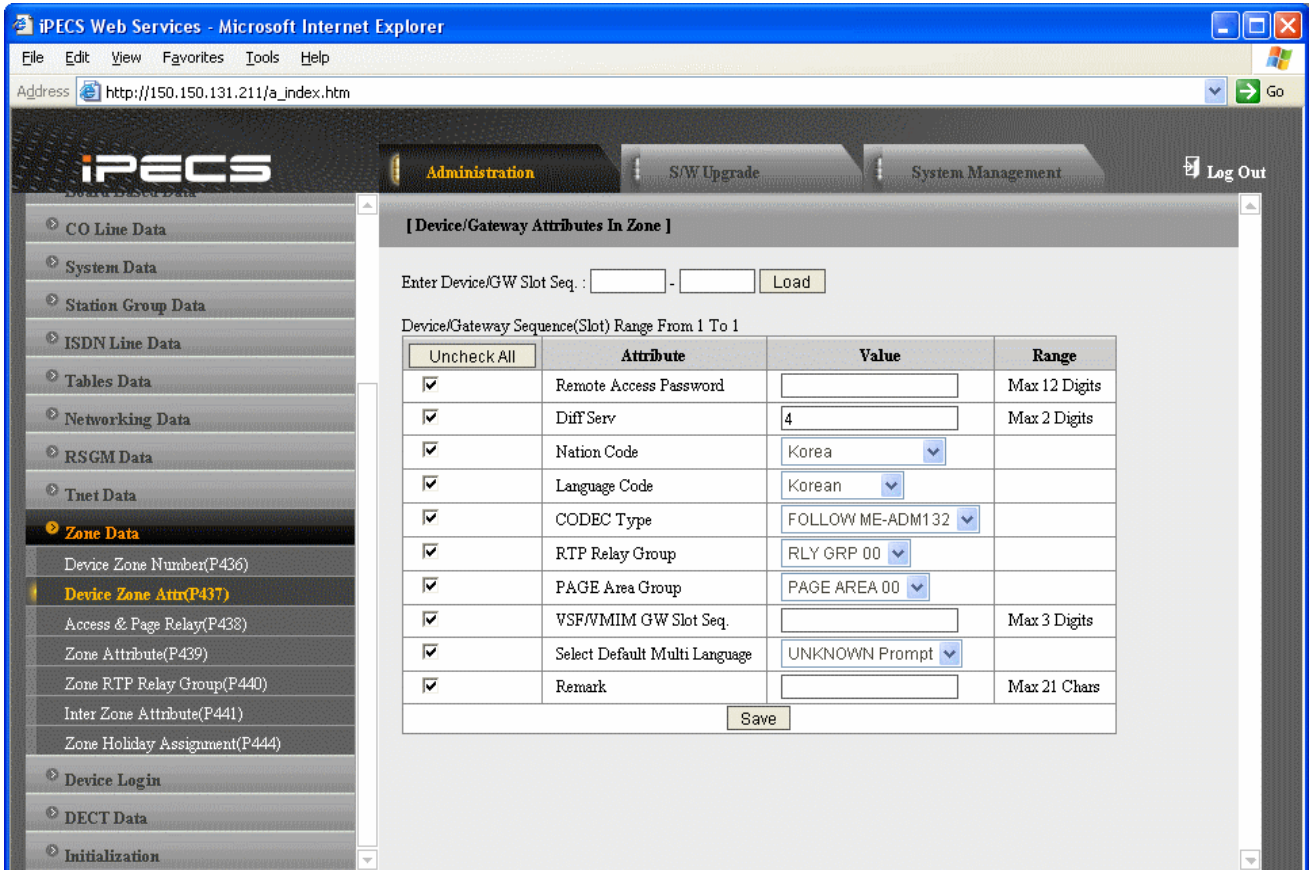 iPECS Web Services - Microsoft Internet Explorer
File Edit View Favorites Tools Help
Address http://150.150.131.211/a_index.htm Go
iPECS
Administration S/W Upgrade System Management Log Out
Board Based Data
CO Line Data
System Data
Station Group Data
ISDN Line Data
Tables Data
Networking Data
RSGM Data
Tnet Data
Zone Data
Device Zone Number(P436)
Device Zone Attr(P437)
Access & Page Relay(P438)
Zone Attribute(P439)
Zone RTP Relay Group(P440)
Inter Zone Attribute(P441)
Zone Holiday Assignment(P444)
Device Login
DECT Data
Initialization
[ Device/Gateway Attributes In Zone ]
Enter Device/GW Slot Seq. : - Load
Device/Gateway Sequence(Slot) Range From 1 To 1
Uncheck All Attribute Value Range
Remote Access Password Max 12 Digits
Diff Serv 4 Max 2 Digits
Nation Code Korea
Language Code Korean
CODEC Type FOLLOW ME-ADM132
RTP Relay Group RLY GRP 00
PAGE Area Group PAGE AREA 00
VSF/VMIM GW Slot Seq. Max 3 Digits
Select Default Multi Language UNKNOWN Prompt
Remark Max 21 Chars
Save